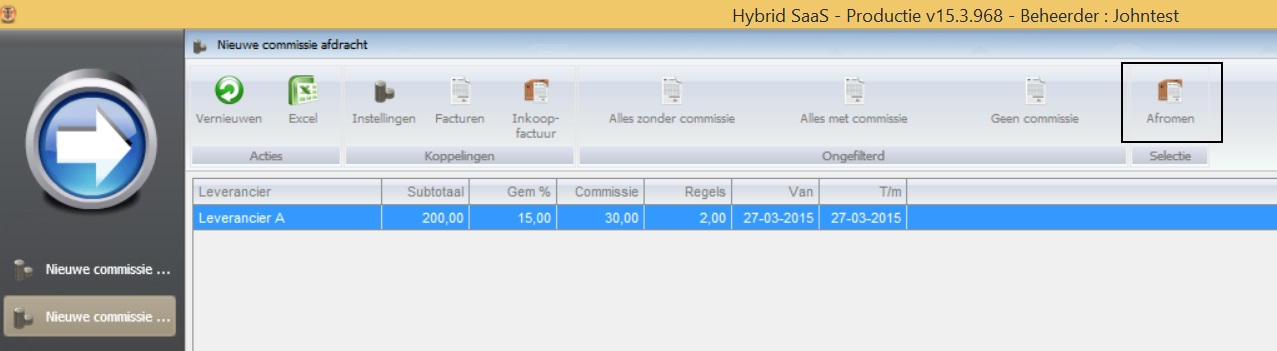 Hybrid SaaS - Productie v15.3.968 - Beheerder : Johntest
Nieuwe commissie afdracht
Vernieuwen Excel Instellingen Facturen Inkoop-
factuur Alles zonder commissie Alles met commissie Geen commissie Afromen
Acties Koppelingen Ongefilterd Selectie
Leverancier Subtotaal Gem % Commissie Regels Van T/m
Leverancier A 200,00 15,00 30,00 2,00 27-03-2015 27-03-2015
Nieuwe commissie ...
Nieuwe commissie ...